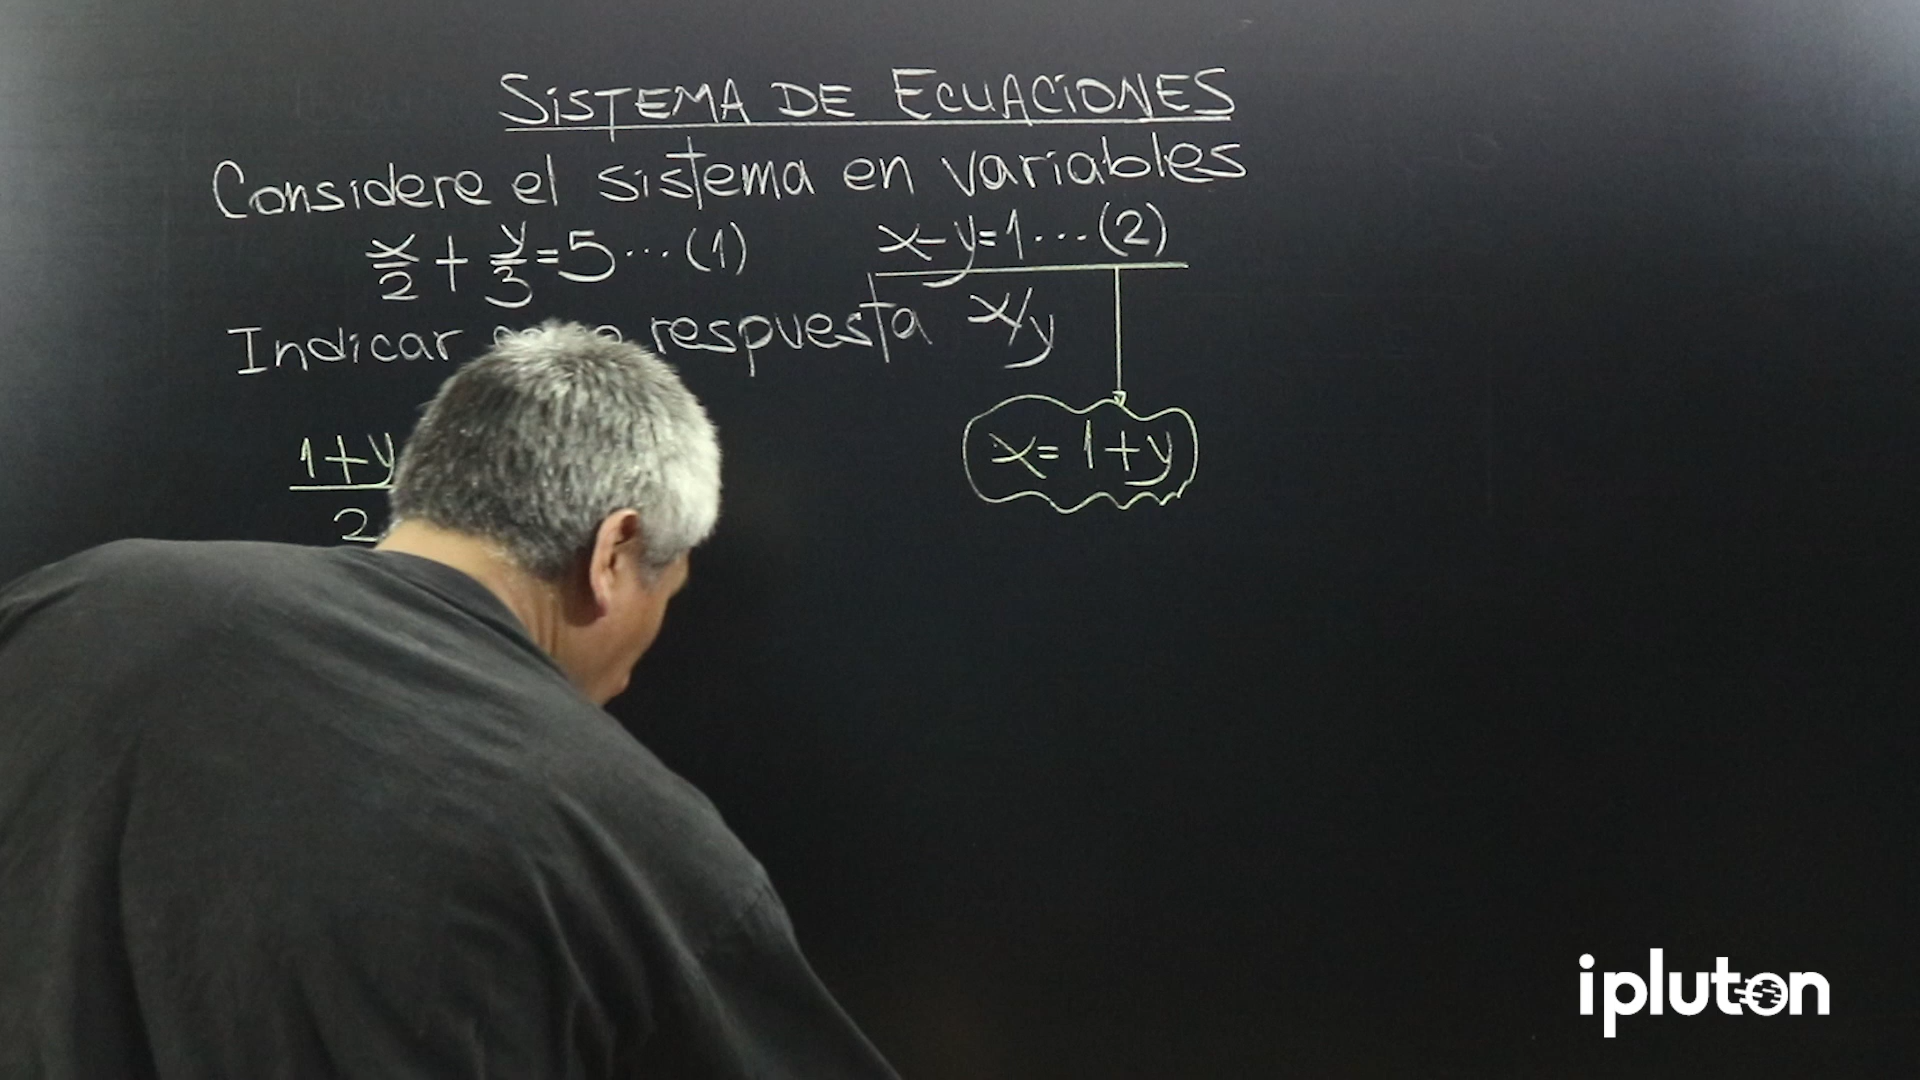 SISTEMA DE ECUACIONES
Considere el sistema en variables
x/2 + y/3 = 5 ... (1) x-y=1 ... (2)
Indicar respuesta x/y
1+y/2 x= 1+y
ipluton